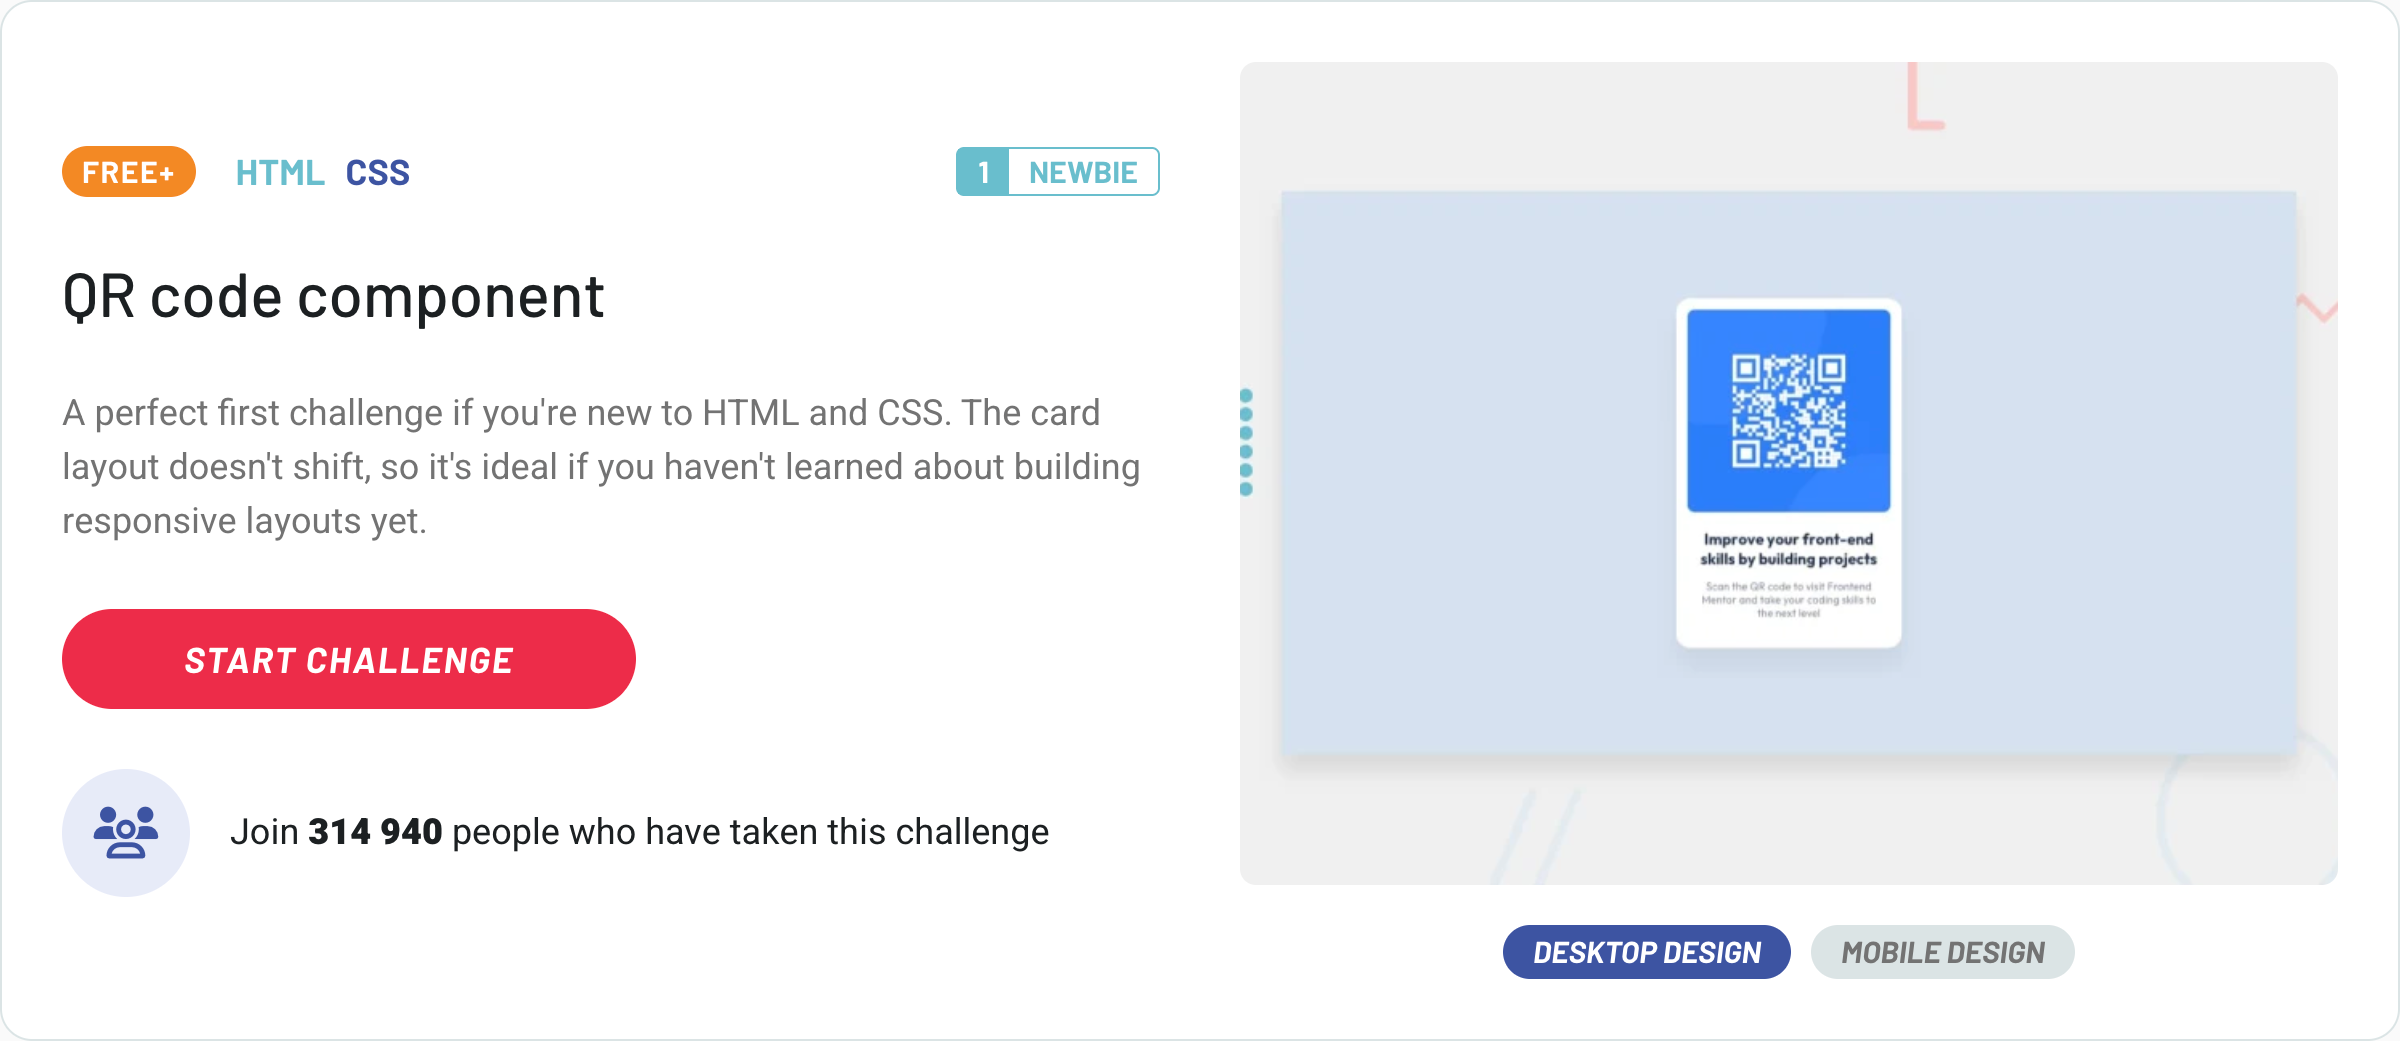 FREE+ HTML CSS
1 NEWBIE
QR code component
A perfect first challenge if you're new to HTML and CSS. The card
layout doesn't shift, so it's ideal if you haven't learned about building
responsive layouts yet.
START CHALLENGE
Join 314 940 people who have taken this challenge
Improve your front-end
skills by building projects
Scan the QR code to visit Frontend
Mentor and take your coding skills to
the next level
DESKTOP DESIGN
MOBILE DESIGN